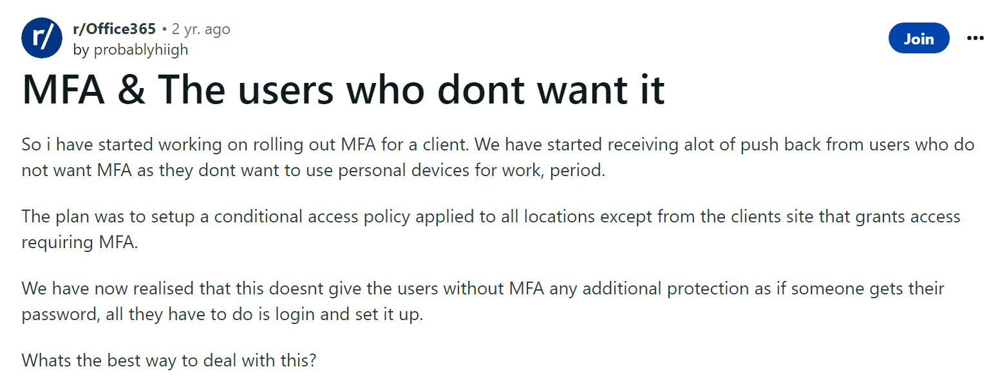 r/
r/Office365 • 2 yr. ago
by probablyhiigh
Join
MFA & The users who dont want it
So i have started working on rolling out MFA for a client. We have started receiving alot of push back from users who do
not want MFA as they dont want to use personal devices for work, period.
The plan was to setup a conditional access policy applied to all locations except from the clients site that grants access
requiring MFA.
We have now realised that this doesnt give the users without MFA any additional protection as if someone gets their
password, all they have to do is login and set it up.
Whats the best way to deal with this?